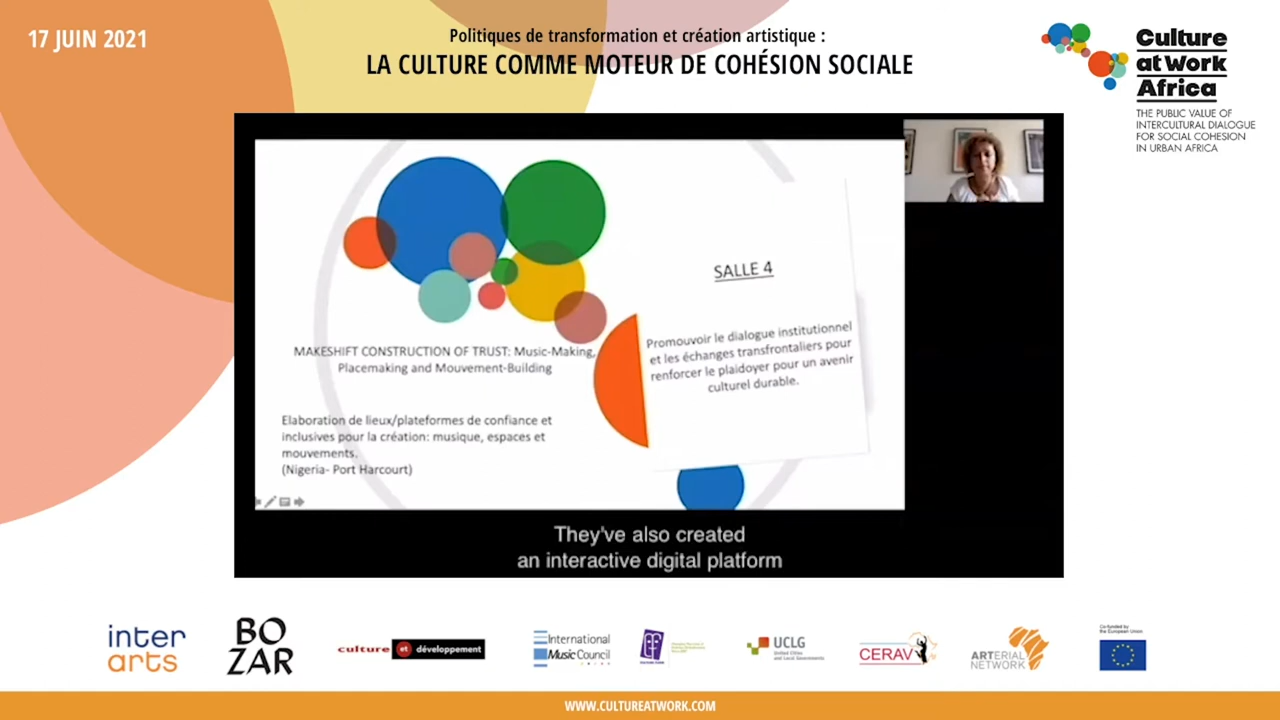 17 JUIN 2021
Politiques de transformation et création artistique :
LA CULTURE COMME MOTEUR DE COHÉSION SOCIALE
Culture
at Work
Africa
THE PUBLIC VALUE OF
INTERCULTURAL DIALOGUE
FOR SOCIAL COHESION
IN URBAN AFRICA
MAKESHIFT CONSTRUCTION OF TRUST: Music-Making,
Placemaking and Mouvement-Building
Elaboration de lieux/plateformes de confiance et
inclusives pour la création: musique, espaces et
mouvements.
(Nigeria- Port Harcourt)
SALLE 4
Promouvoir le dialogue institutionnel
et les échanges transfrontaliers pour
renforcer le plaidoyer pour un avenir
culturel durable.
They've also created
an interactive digital platform
inter
arts
BO
ZAR
culture et développement
International
Music Council
UCLG
United Cities
and Local Governments
CERAV
ARTERIAL
NETWORK
Co-funded by
the European Union
WWW.CULTUREATWORK.COM